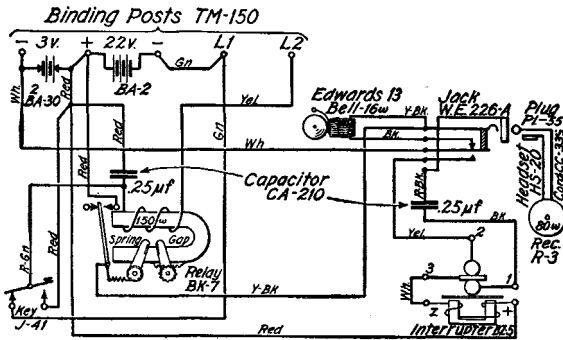 Binding Posts TM-150
- 3v. + 22v. - L1 L2
BA-2
Gn
2 BA-30
Wh
Red
Red
Yel
Gn
Edwards 13
Bell-16ω
Y-BK
Jack
W.E. 226-A
Plug
PL-35
BK
Wh
Headset
HS-20
Cord CC-335
.25µf
Capacitor
CA-210
R-BK
.25µf
BK
80ω
Rec.
R-3
Red
150ω
Spring Gap
Relay
BK-7
R-Gn
Red
Yel
2
3
1
Wh
Y-BK
Key
J-41
Red
Z
+
Interrupter